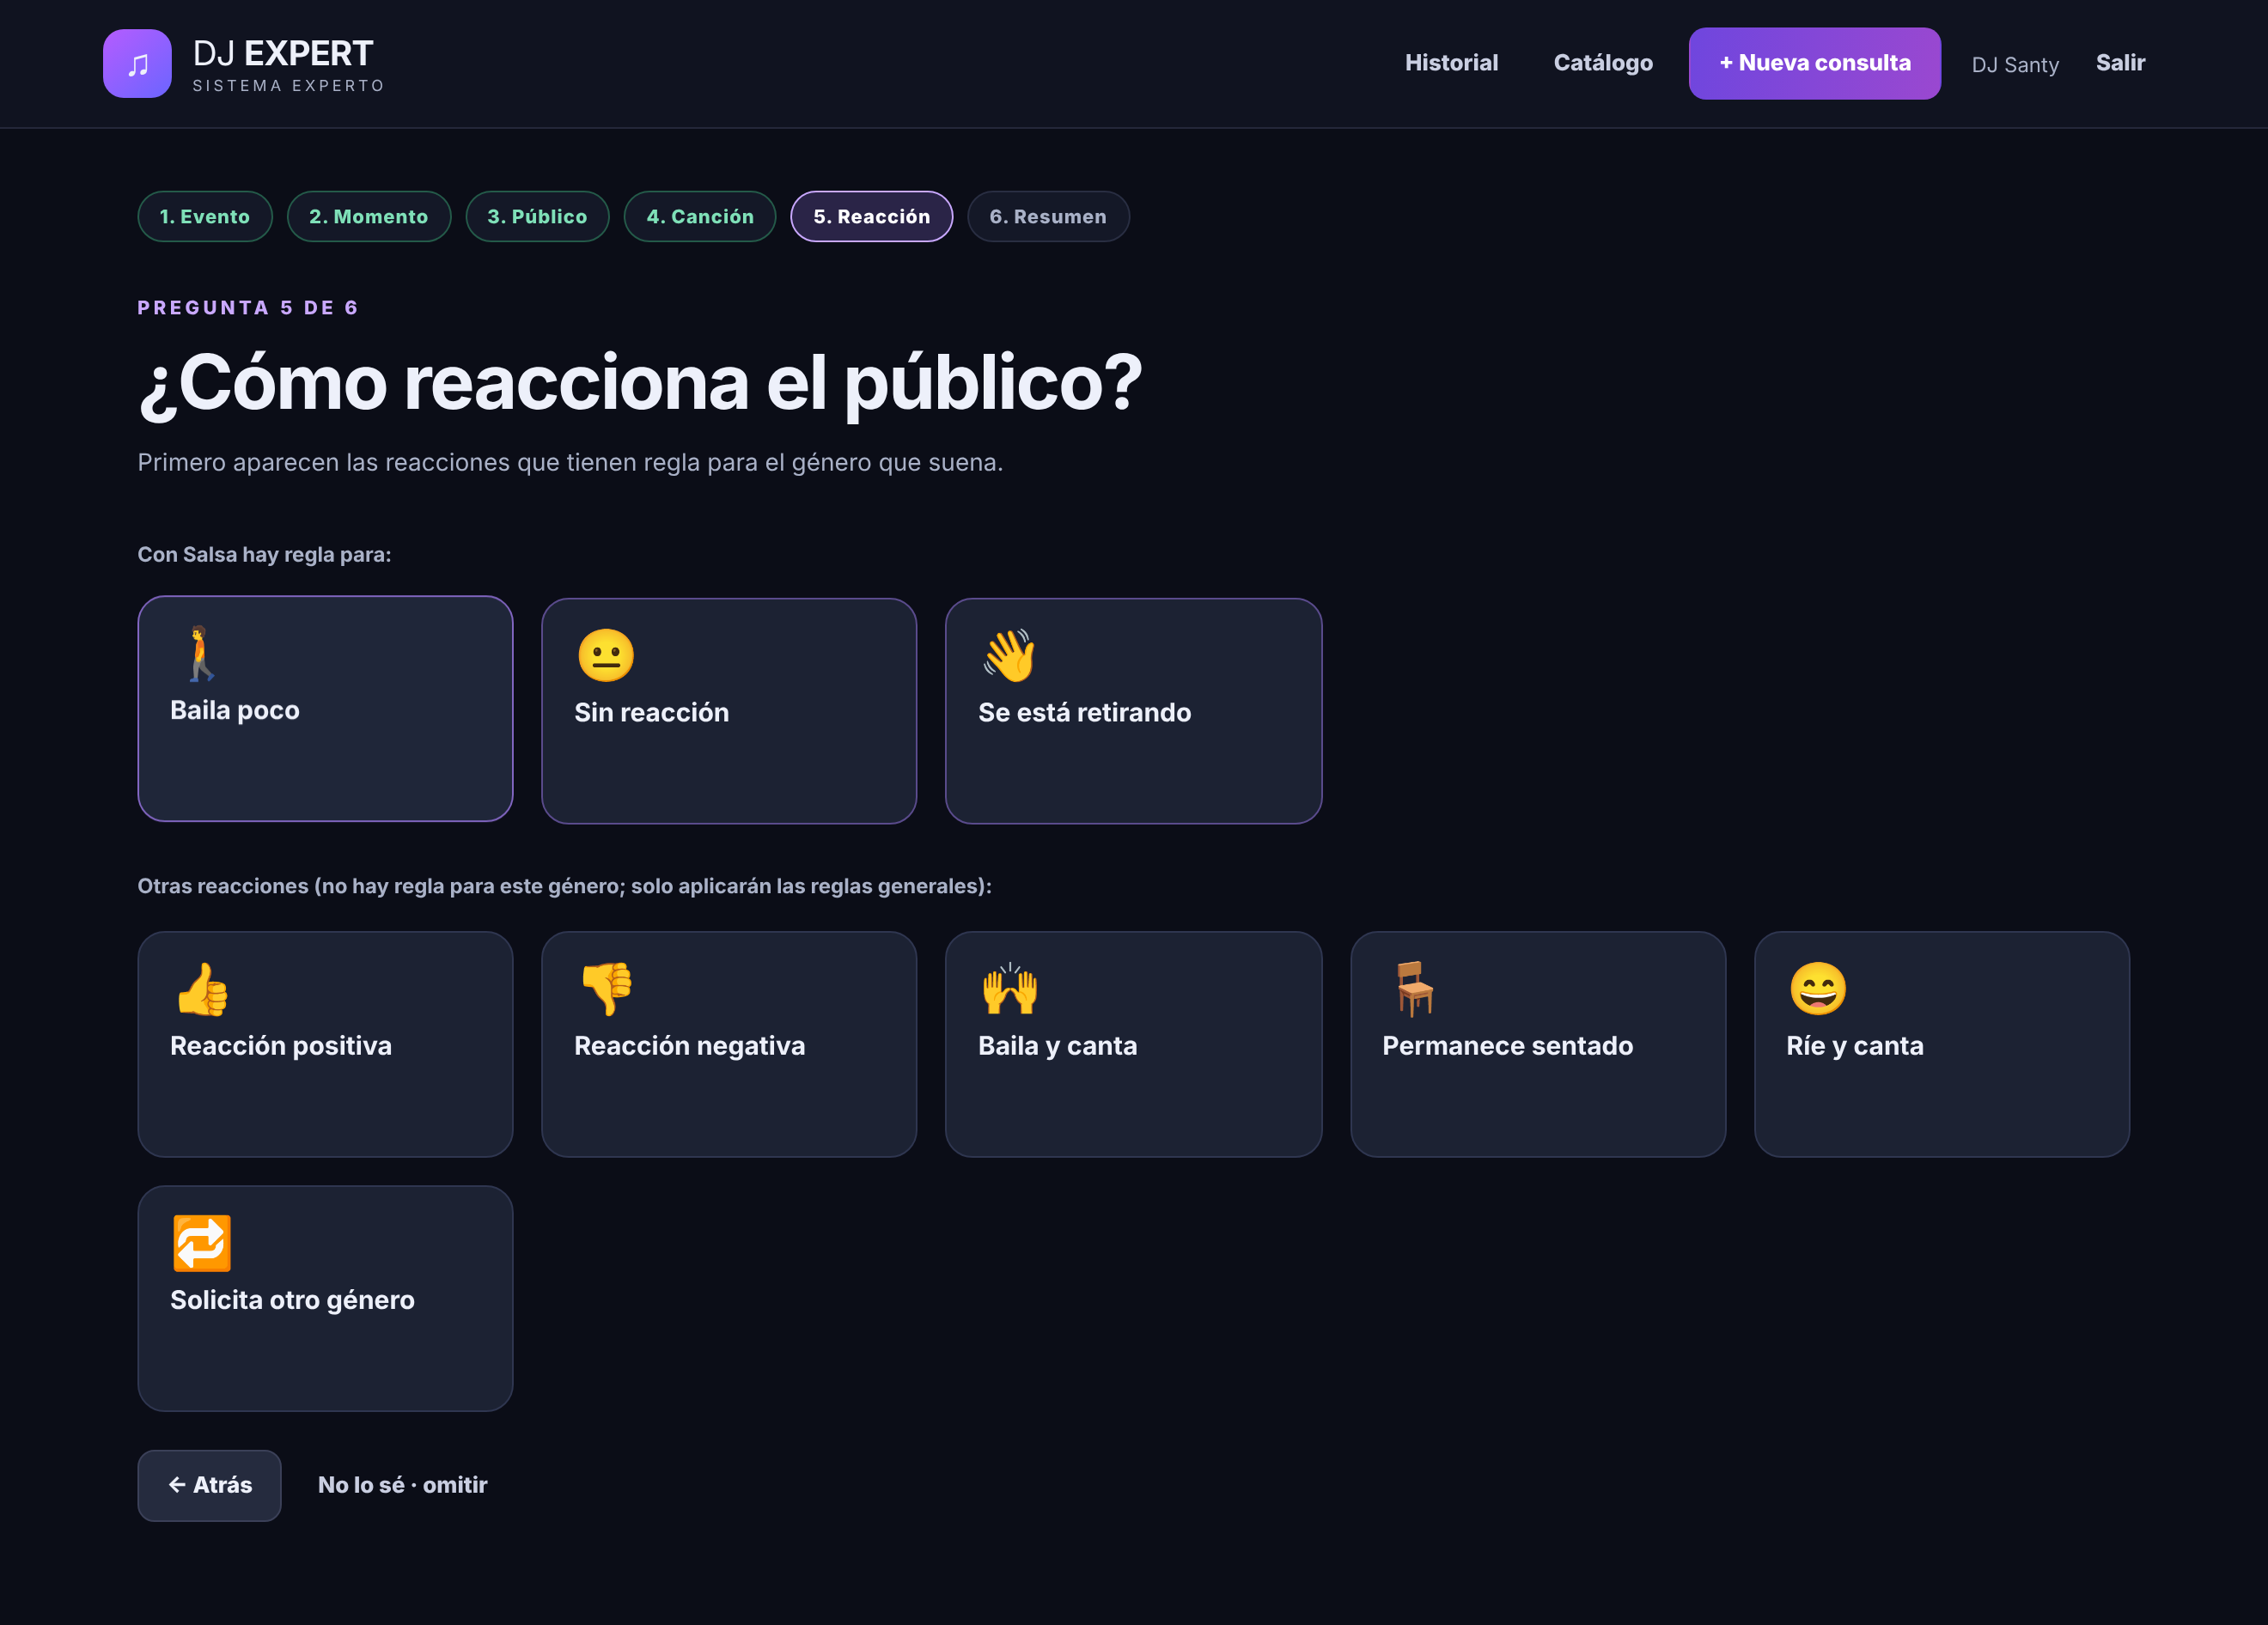 DJ EXPERT
SISTEMA EXPERTO
Historial
Catálogo
+ Nueva consulta
DJ Santy
Salir
1. Evento
2. Momento
3. Público
4. Canción
5. Reacción
6. Resumen
PREGUNTA 5 DE 6
¿Cómo reacciona el público?
Primero aparecen las reacciones que tienen regla para el género que suena.
Con Salsa hay regla para:
Baila poco
Sin reacción
Se está retirando
Otras reacciones (no hay regla para este género; solo aplicarán las reglas generales):
Reacción positiva
Reacción negativa
Baila y canta
Permanece sentado
Ríe y canta
Solicita otro género
← Atrás
No lo sé · omitir